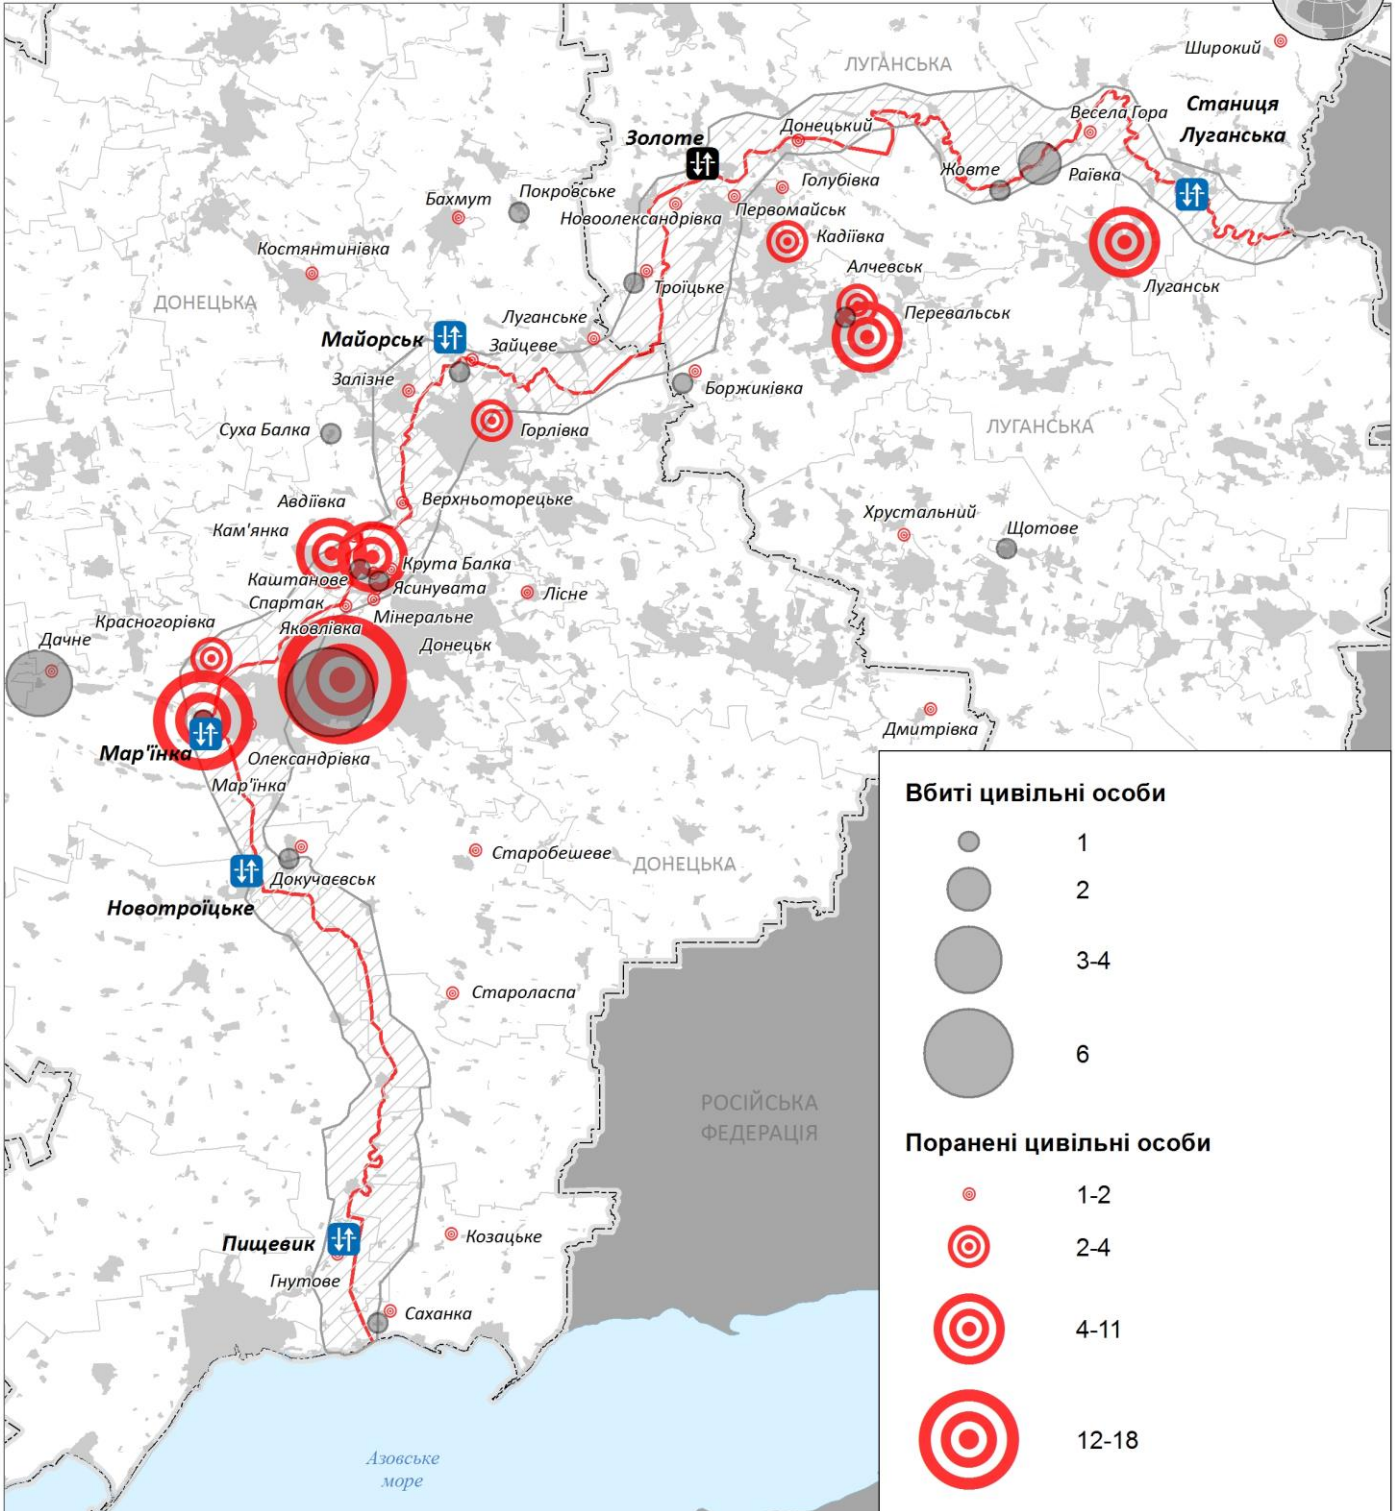 Широкий
ЛУГАНСЬКА
Станиця
Луганська
Весела Гора
Золоте
Донецький
Жовте
Раївка
Голубівка
Покровське
Бахмут
Новоолександрівка
Первомайськ
Кадіївка
Костянтинівка
Алчевськ
Троїцьке
Луганськ
ДОНЕЦЬКА
Луганське
Перевальськ
Майорськ
Зайцеве
Залізне
Боржиківка
Суха Балка
Горлівка
ЛУГАНСЬКА
Авдіївка
Верхньоторецьке
Кам'янка
Хрустальний
Щотове
Крута Балка
Каштанове
Ясинувата
Лісне
Спартак
Мінеральне
Красногорівка
Яковлівка
Дачне
Донецьк
Дмитрівка
Мар'їнка
Олександрівка
Мар'їнка
Старобешеве
ДОНЕЦЬКА
Докучаєвськ
Новотроїцьке
Староласпа
РОСІЙСЬКА
ФЕДЕРАЦІЯ
Пищевик
Козацьке
Гнутове
Саханка
Азовське
море
Вбиті цивільні особи
1
2
3-4
6
Поранені цивільні особи
1-2
2-4
4-11
12-18